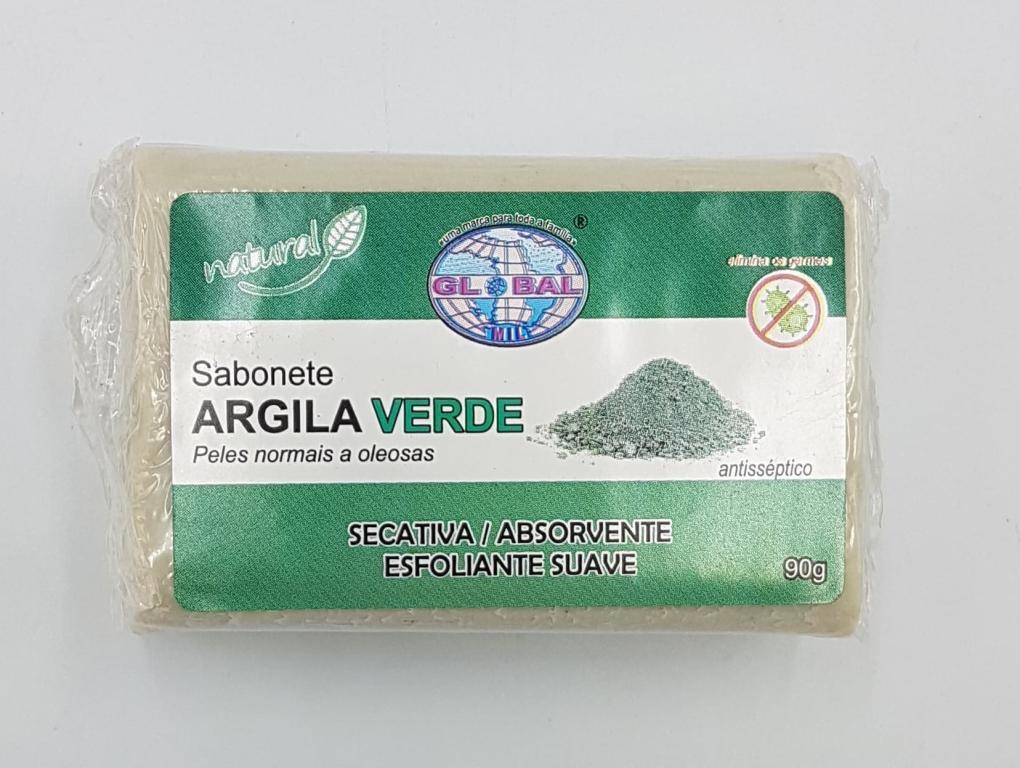 natural
uma marca para toda a família
®
GLOBAL
MIL
elimina os germes
Sabonete
ARGILA VERDE
Peles normais a oleosas
antisséptico
SECATIVA / ABSORVENTE
ESFOLIANTE SUAVE
90g